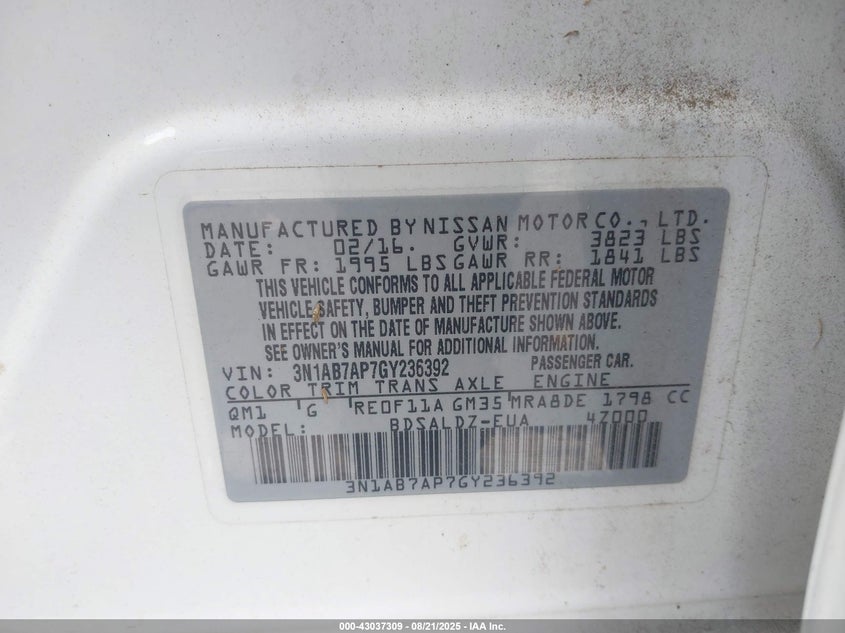 MANUFACTURED BY NISSAN MOTOR CO., LTD.
DATE: 02/16. GVWR: 3823 LBS
GAWR FR: 1995 LBS GAWR RR: 1841 LBS
THIS VEHICLE CONFORMS TO ALL APPLICABLE FEDERAL MOTOR
VEHICLE SAFETY, BUMPER AND THEFT PREVENTION STANDARDS
IN EFFECT ON THE DATE OF MANUFACTURE SHOWN ABOVE.
SEE OWNER'S MANUAL FOR ADDITIONAL INFORMATION.
VIN: 3N1AB7AP7GY236392 PASSENGER CAR.
COLOR TRIM TRANS AXLE ENGINE
QM1 G RE0F11A GM35 MRA8DE 1798 CC
MODEL: BDSALDZ-EUA 4Z000
3N1AB7AP7GY236392
000-43037309 - 08/21/2025 - IAA Inc.